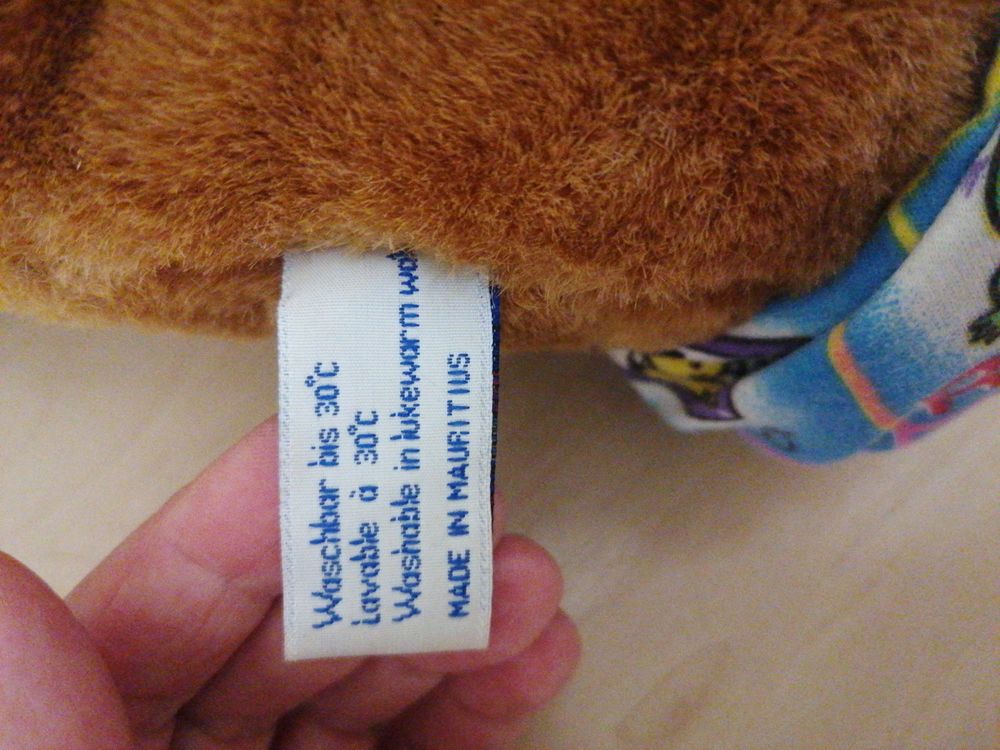 Waschbar bis 30°C
Lavable à 30°C
Washable in lukewarm
MADE IN MAURITIUS